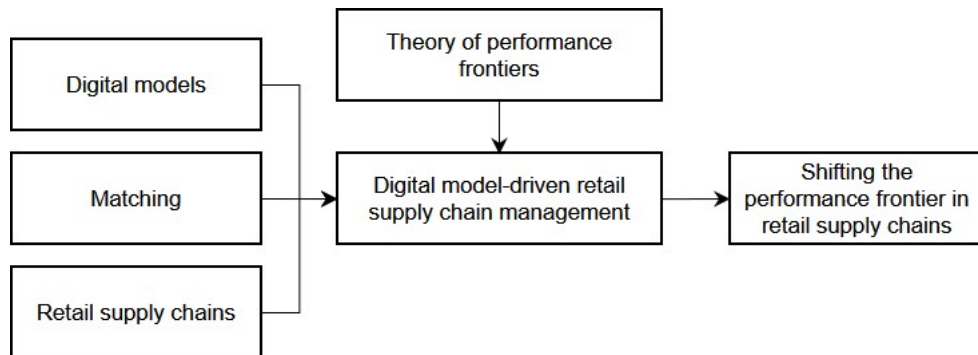 Digital models
Matching
Retail supply chains
Theory of performance
frontiers
Digital model-driven retail
supply chain management
Shifting the
performance frontier in
retail supply chains